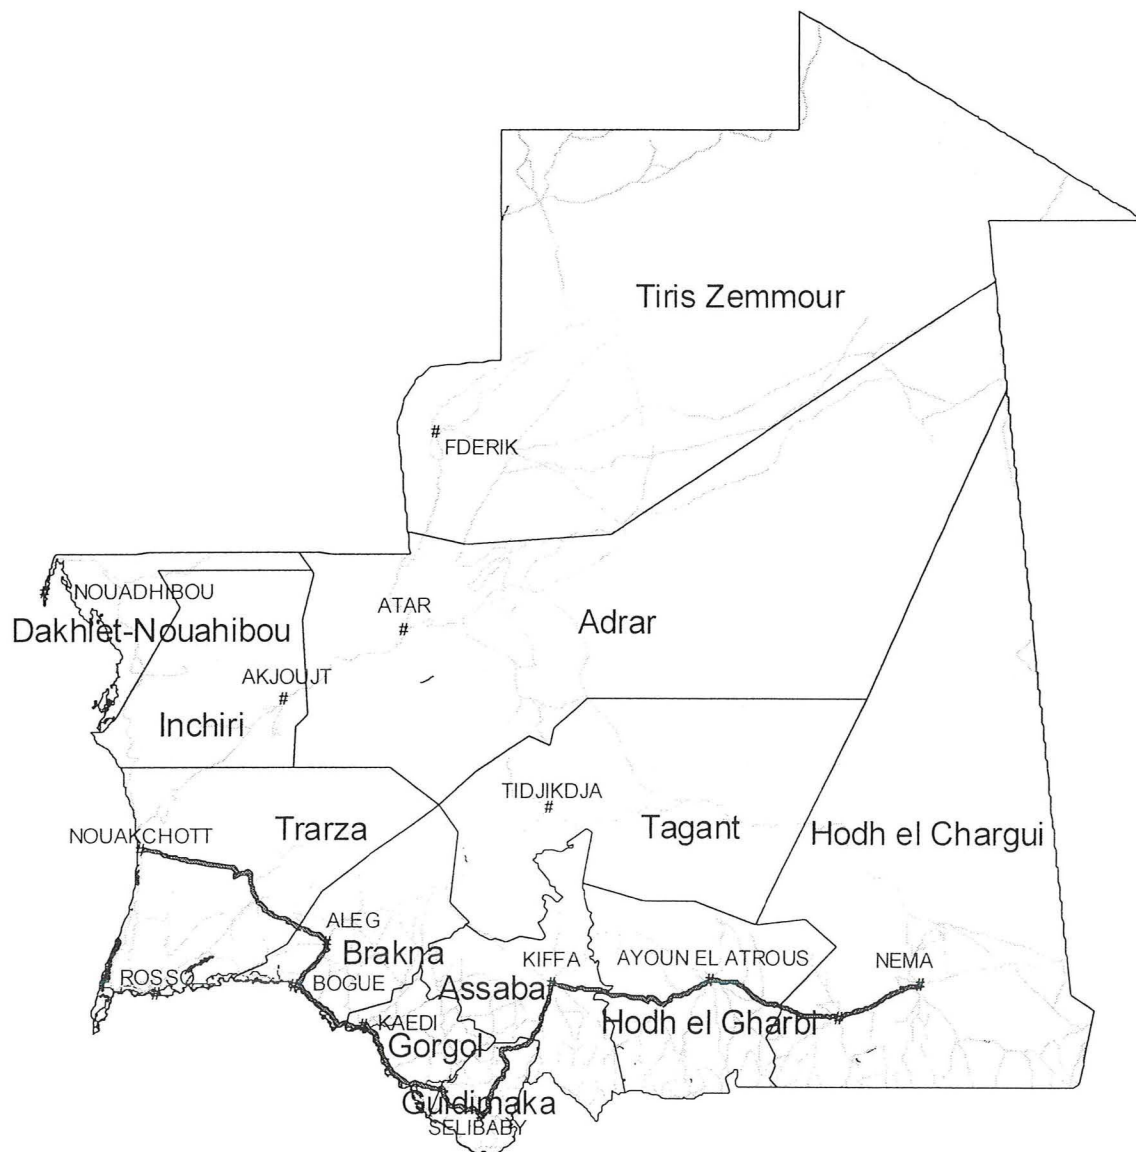 Tiris Zemmour
FDERIK
NOUADHIBOU
ATAR
Dakhlet-Nouahibou
Adrar
AKJOUJT
Inchiri
TIDJIKDJA
NOUAKCHOTT
Trarza
Tagant
Hodh el Chargui
ALEG
Brakna
KIFFA
AYOUN EL ATROUS
NEMA
ROSSO
BOGUE
Assaba
KAEDI
Hodh el Gharbi
Gorgol
Guidimaka
SELIBABY